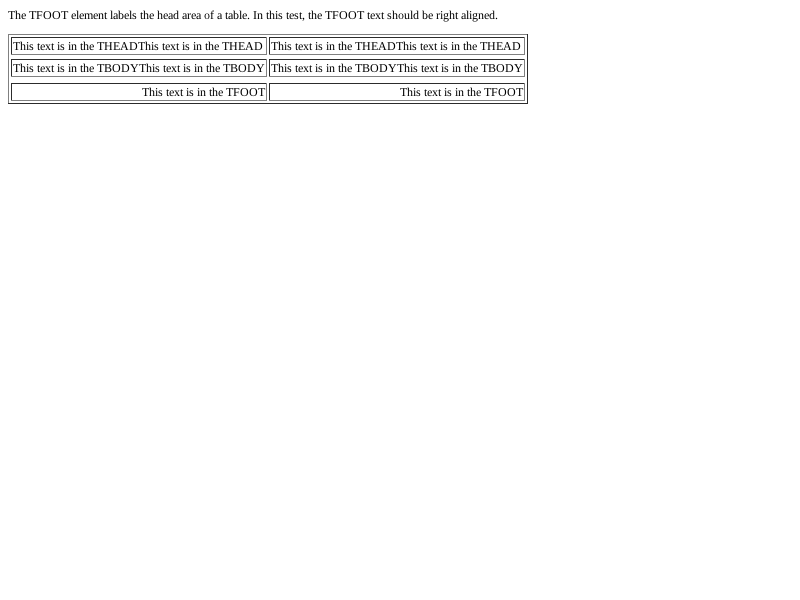 The TFOOT element labels the head area of a table. In this test, the TFOOT text should be right aligned.
This text is in the THEADThis text is in the THEAD This text is in the THEADThis text is in the THEAD
This text is in the TBODYThis text is in the TBODY This text is in the TBODYThis text is in the TBODY
This text is in the TFOOT This text is in the TFOOT